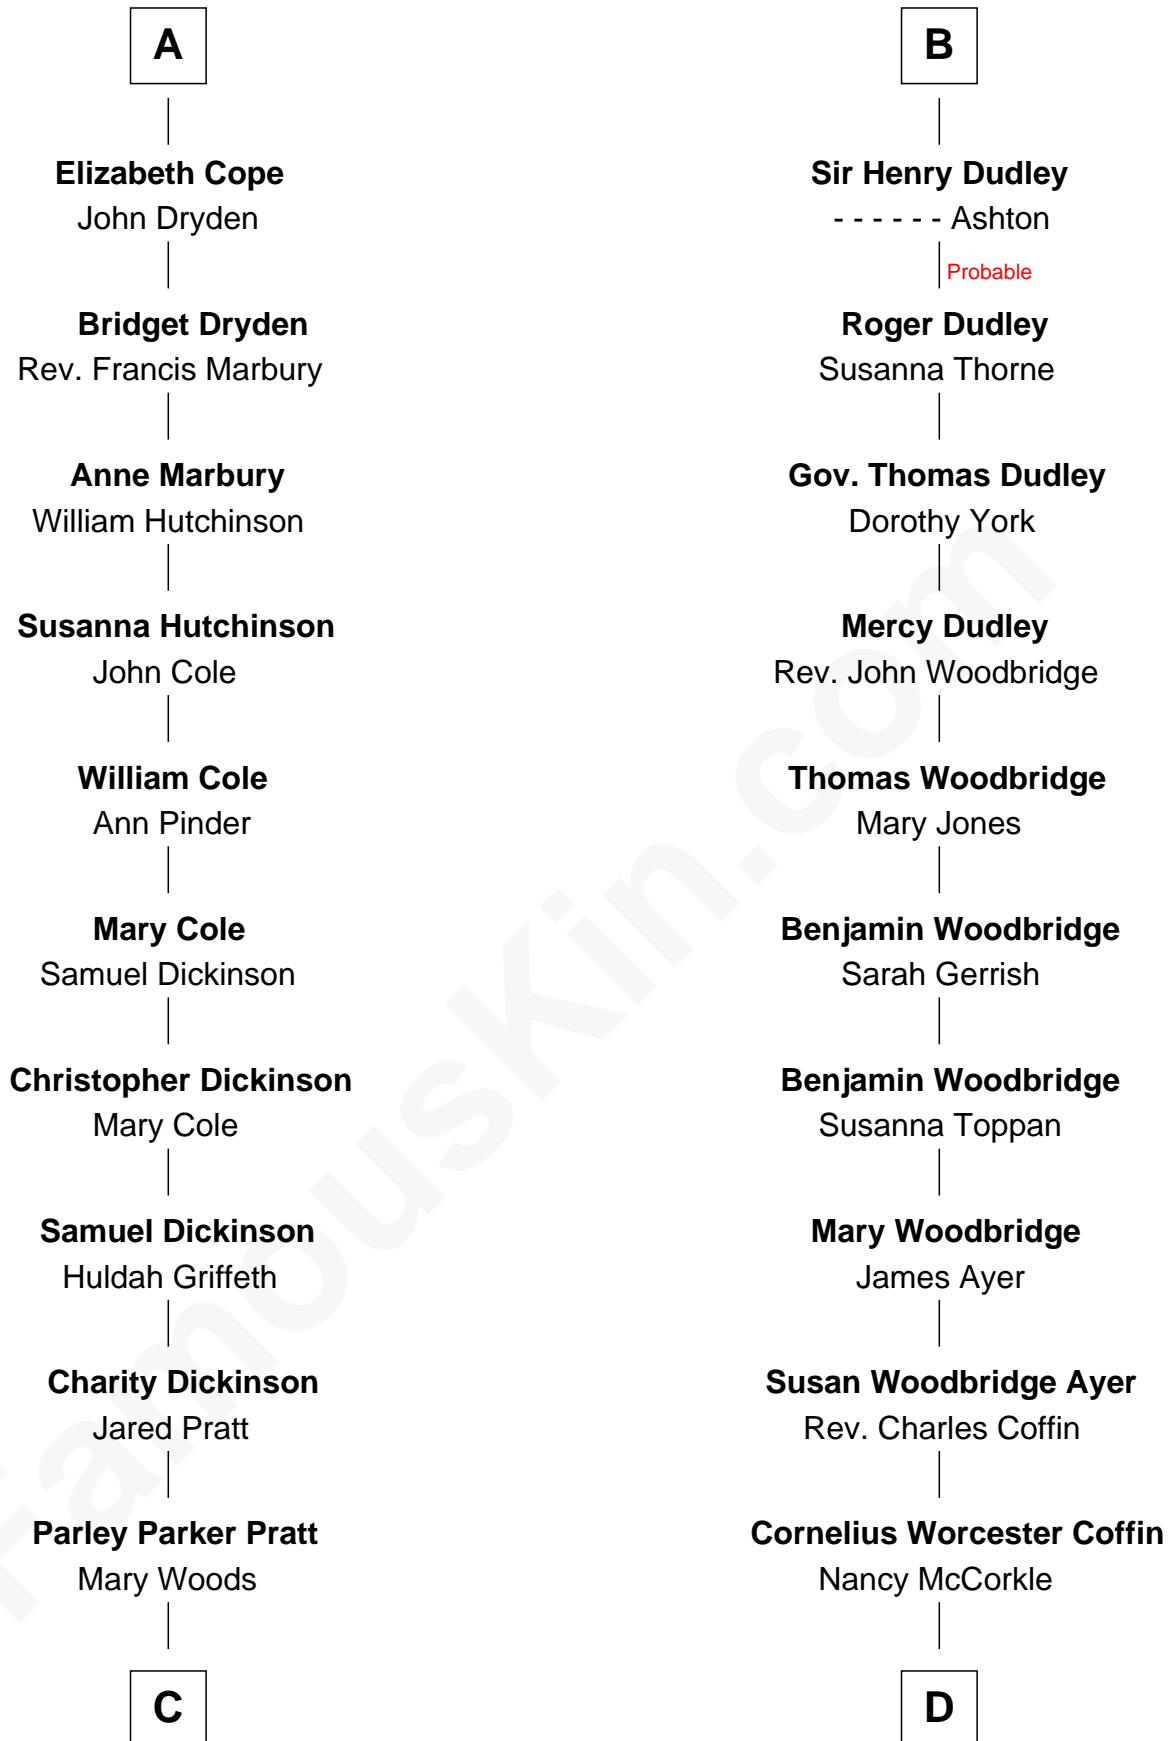 A
Elizabeth Cope
John Dryden
Bridget Dryden
Rev. Francis Marbury
Anne Marbury
William Hutchinson
Susanna Hutchinson
John Cole
William Cole
Ann Pinder
Mary Cole
Samuel Dickinson
Christopher Dickinson
Mary Cole
Samuel Dickinson
Huldah Griffeth
Charity Dickinson
Jared Pratt
Parley Parker Pratt
Mary Woods
C
B
Sir Henry Dudley
- - - - - - Ashton
Probable
Roger Dudley
Susanna Thorne
Gov. Thomas Dudley
Dorothy York
Mercy Dudley
Rev. John Woodbridge
Thomas Woodbridge
Mary Jones
Benjamin Woodbridge
Sarah Gerrish
Benjamin Woodbridge
Susanna Toppan
Mary Woodbridge
James Ayer
Susan Woodbridge Ayer
Rev. Charles Coffin
Cornelius Worcester Coffin
Nancy McCorkle
D
FamousKin.com